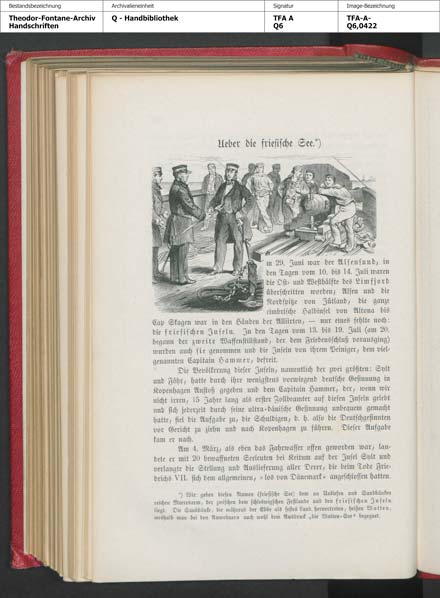 Bestandsbezeichnung
Archivalieneinheit
Signatur
Image-Bezeichnung
Theodor-Fontane-Archiv
Handschriften
Q - Handbibliothek
TFA A
Q6
TFA-A-
Q6,0422
Ueber die friesische See.*)
m 29. Juni war der Alsensund, in
den Tagen vom 10. bis 14. Juli waren
die Ost- und Westhälfte des Limfjord
überschritten worden; Alsen und die
Nordspitze von Jütland, die ganze
cimbrische Halbinsel von Altona bis
Cap Skagen war in den Händen der Alliirten, — nur eines fehlte noch:
die friesischen Inseln. In den Tagen vom 13. bis 19. Juli (am 20.
begann der zweite Waffenstillstand, der dem Friedensschluß vorausging)
wurden auch sie genommen und die Inseln von ihrem Peiniger, dem viel-
genannten Capitain Hammer, befreit.
Die Bevölkerung dieser Inseln, namentlich der zwei größten: Sylt
und Föhr, hatte durch ihre wenigstens vorwiegend deutsche Gesinnung in
Kopenhagen Anstoß gegeben und dem Capitain Hammer, der, wenn wir
nicht irren, 15 Jahre lang als erster Zollbeamter auf diesen Inseln gelebt
und sich jederzeit durch seine ultra-dänische Gesinnung unbequem gemacht
hatte, fiel die Aufgabe zu, die Schuldigen, d. h. also die Deutschgesinnten
vor Gericht zu ziehn und nach Kopenhagen zu führen. Dieser Aufgabe
kam er nach.
Am 4. März, als eben das Fahrwasser offen geworden war, lan-
dete er mit 20 bewaffneten Seeleuten bei Keitum auf der Insel Sylt und
verlangte die Stellung und Auslieferung aller Derer, die beim Tode Frie-
drichs VII. sich dem allgemeinen, »los von Dänemark« angeschlossen hatten.
*) Wir geben diesen Namen (friesische See) dem an Untiefen und Sandbänken
reichen Meerarm, der zwischen dem schleswigschen Festlande und den friesischen Inseln
liegt. Die Sandbänke, die während der Ebbe als festes Land hervortreten, heißen Watten,
weshalb man bei den Anwohnern auch wohl dem Ausdruck „die Watten-See“ begegnet.